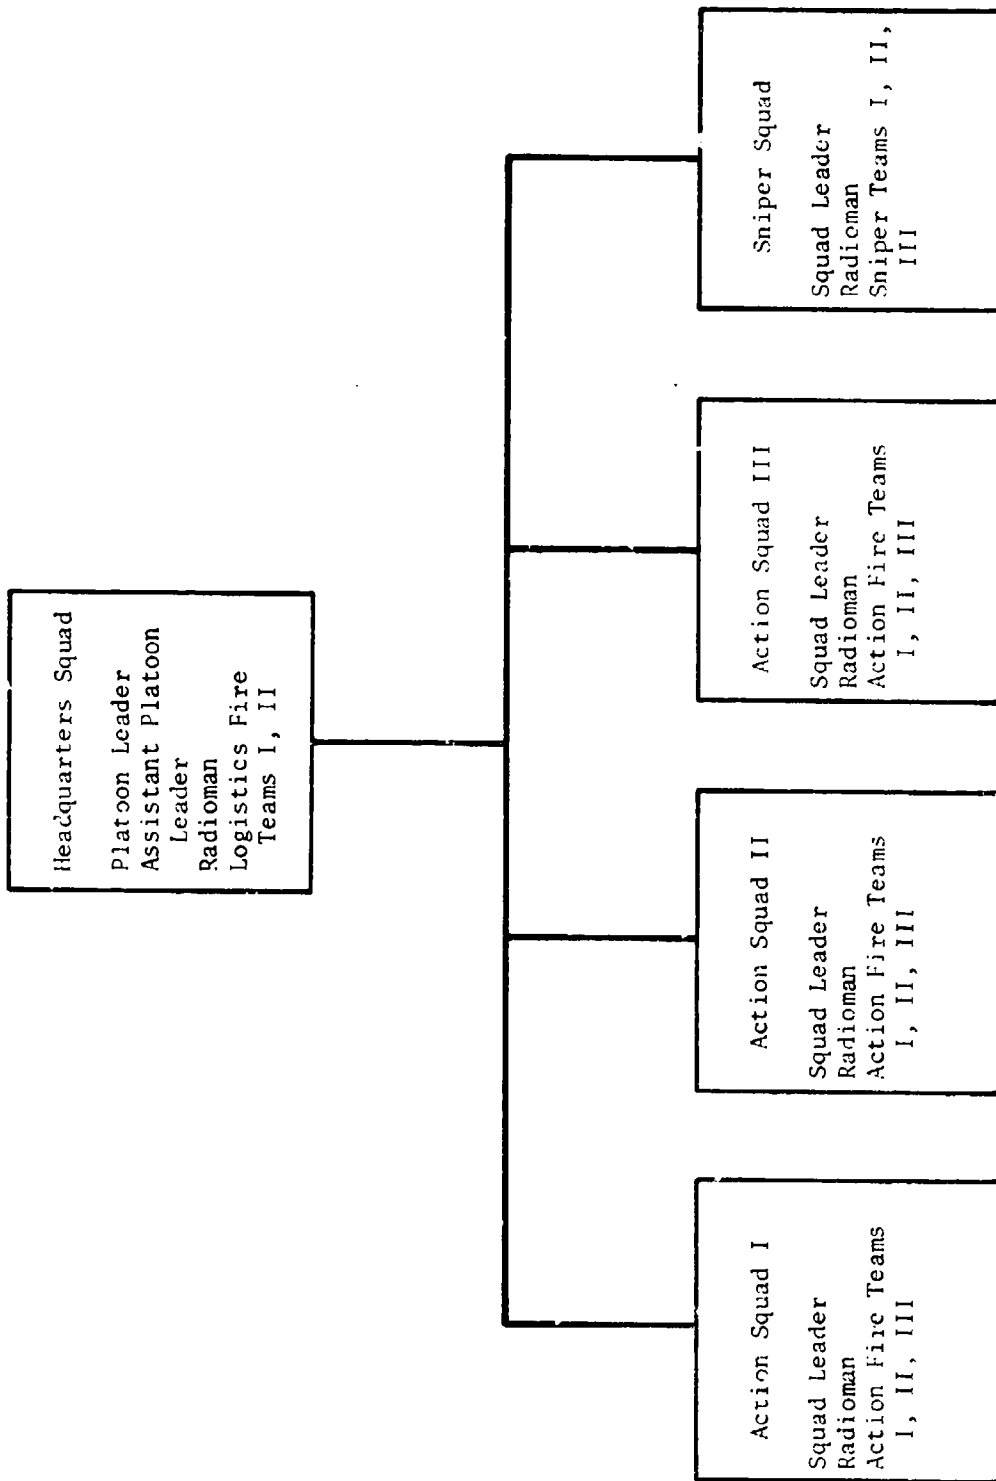 Headquarters Squad
Platoon Leader
Assistant Platoon
Leader
Radioman
Logistics Fire
Teams I, II
Action Squad I
Squad Leader
Radioman
Action Fire Teams
I, II, III
Action Squad II
Squad Leader
Radioman
Action Fire Teams
I, II, III
Action Squad III
Squad Leader
Radioman
Action Fire Teams
I, II, III
Sniper Squad
Squad Leader
Radioman
Sniper Teams I, II,
III